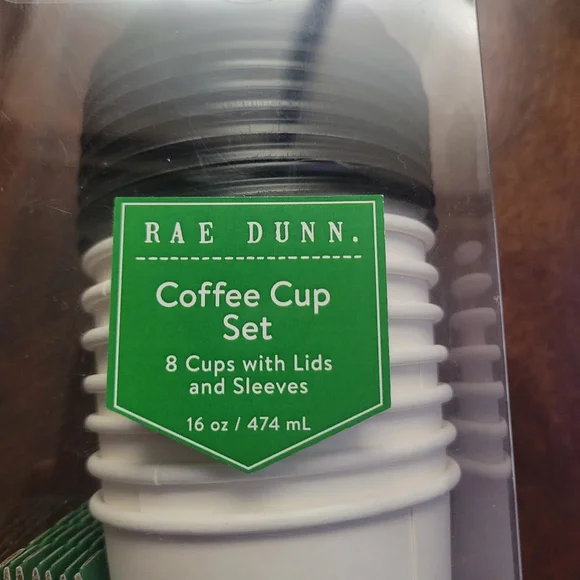 RAE DUNN.
Coffee Cup
Set
8 Cups with Lids
and Sleeves
16 oz / 474 mL